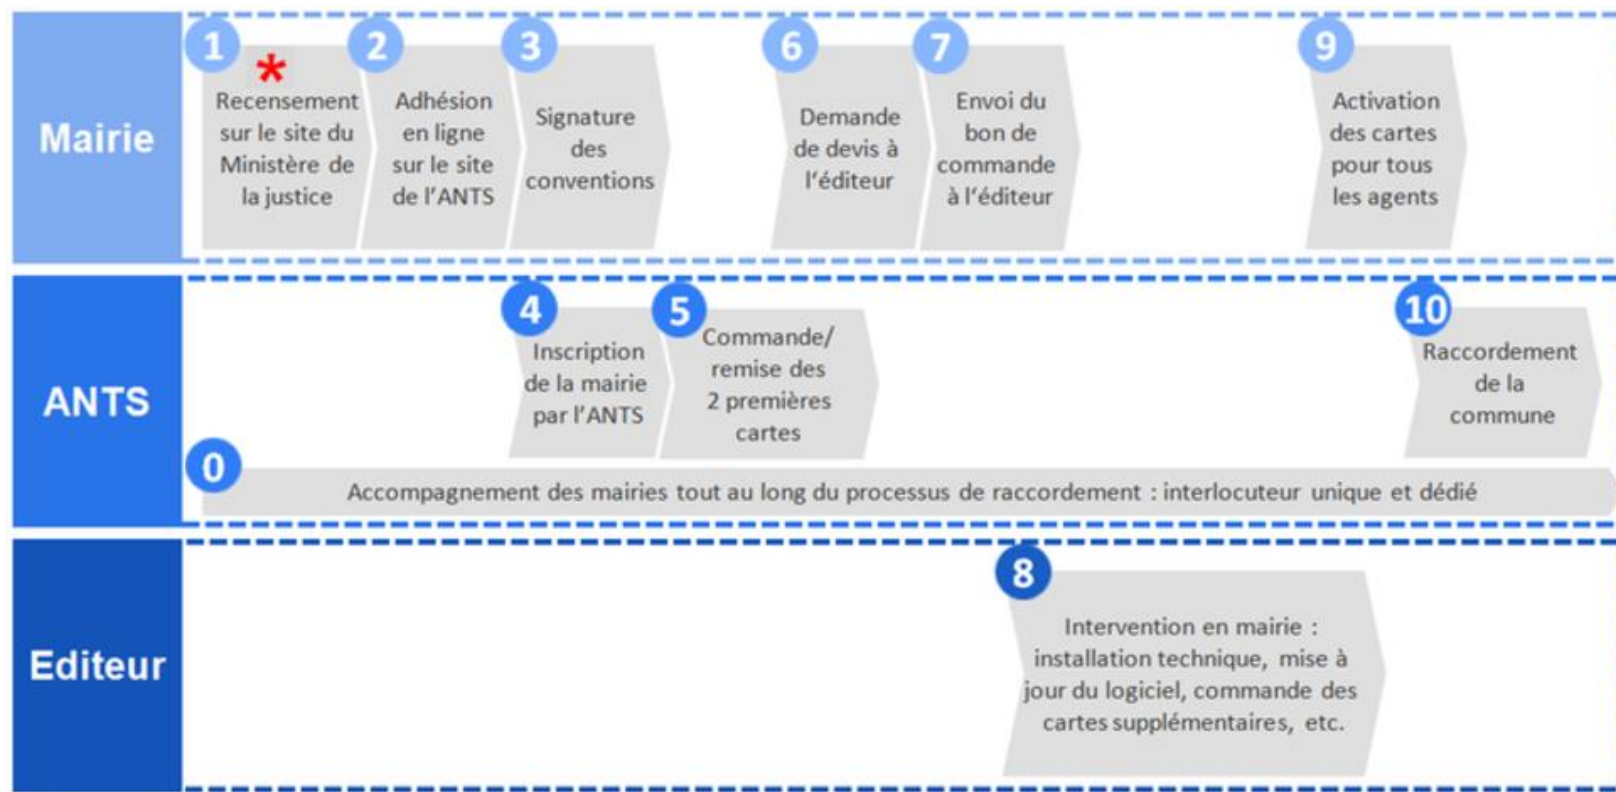 Mairie
1
*
Recensement
sur le site du
Ministère de
la justice
2
Adhésion
en ligne
sur le site
de l'ANTS
3
Signature
des
conventions
6
Demande
de devis à
l'éditeur
7
Envoi du
bon de
commande
à l'éditeur
9
Activation
des cartes
pour tous
les agents
ANTS
4
Inscription
de la mairie
par l'ANTS
5
Commande/
remise des
2 premières
cartes
10
Raccordement
de la
commune
0
Accompagnement des mairies tout au long du processus de raccordement : interlocuteur unique et dédié
Editeur
8
Intervention en mairie :
installation technique, mise à
jour du logiciel, commande des
cartes supplémentaires, etc.